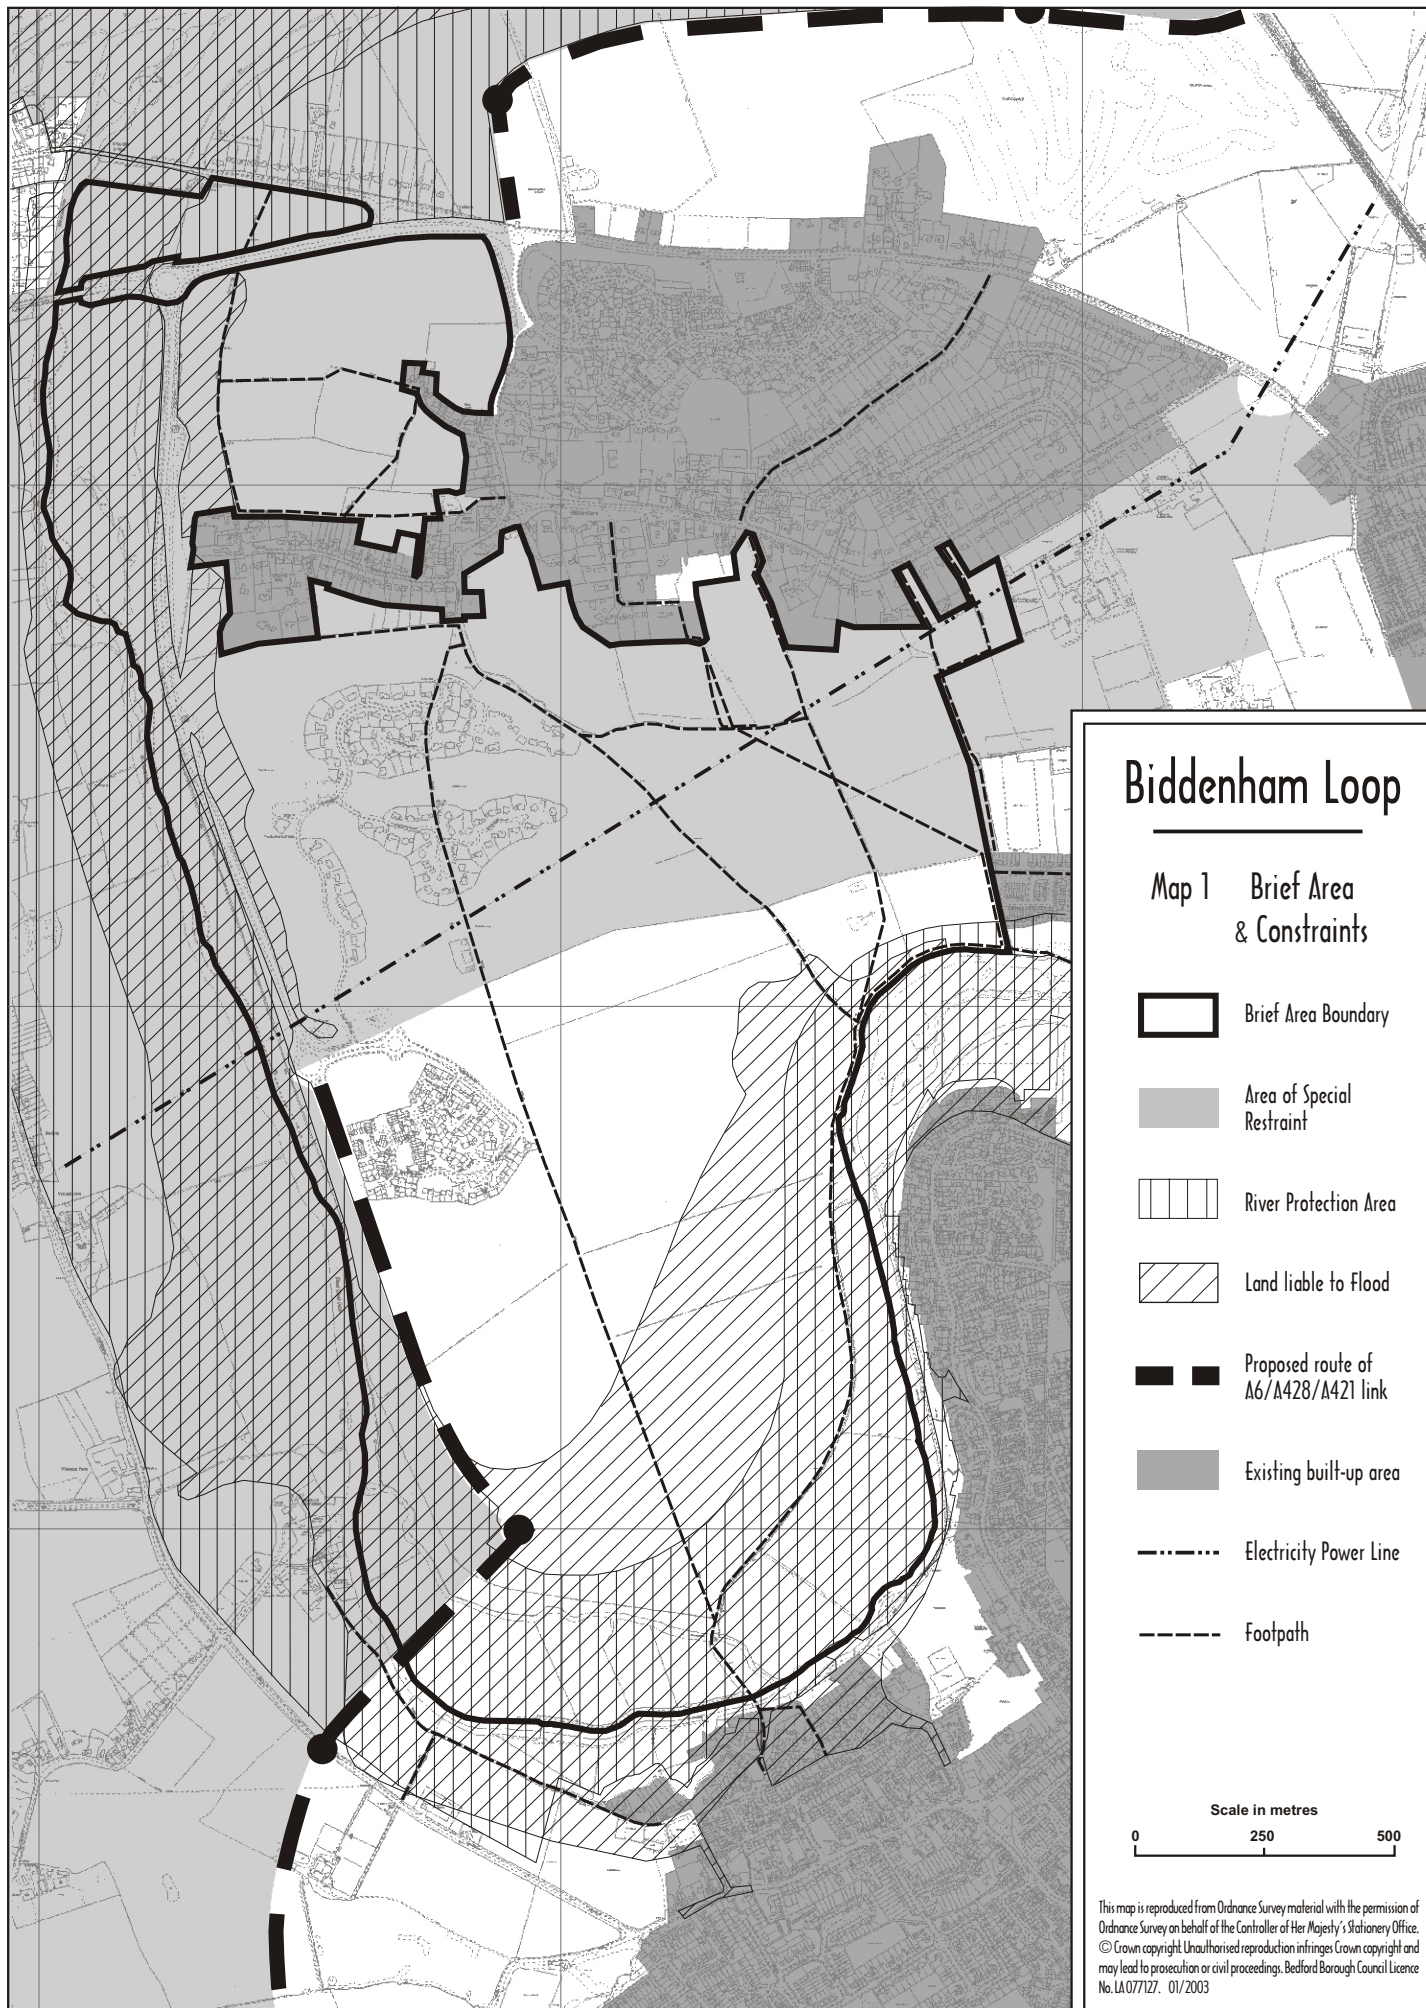 Biddenham Loop
Map 1 Brief Area
& Constraints
Brief Area Boundary
Area of Special
Restraint
River Protection Area
Land liable to Flood
Proposed route of
A6/A428/A421 link
Existing built-up area
Electricity Power Line
Footpath
Scale in metres
0 250 500
This map is reproduced from Ordnance Survey material with the permission of
Ordnance Survey on behalf of the Controller of Her Majesty's Stationery Office.
© Crown copyright. Unauthorised reproduction infringes Crown copyright and
may lead to prosecution or civil proceedings. Bedford Borough Council Licence
No. LA 077127. 01/2003